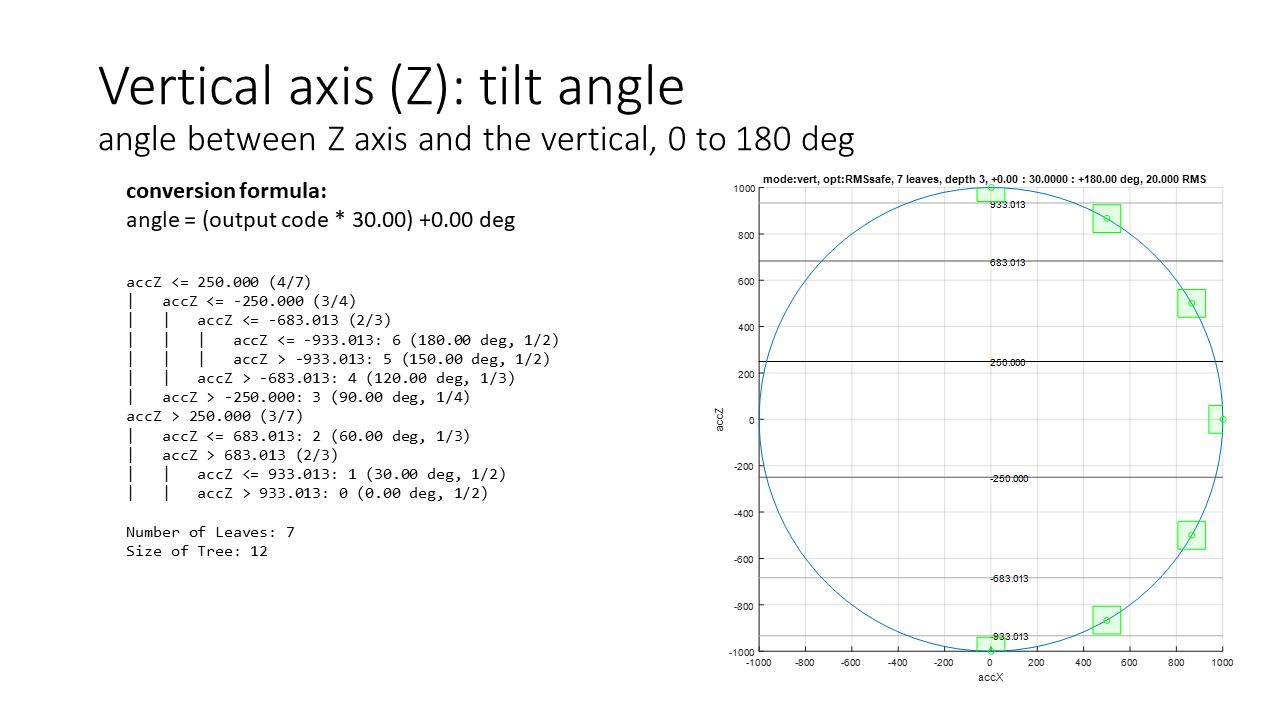 Vertical axis (Z): tilt angle
angle between Z axis and the vertical, 0 to 180 deg
conversion formula:
angle = (output code * 30.00) +0.00 deg
accZ <= 250.000 (4/7)
|   accZ <= -250.000 (3/4)
|   |   accZ <= -683.013 (2/3)
|   |   |   accZ <= -933.013: 6 (180.00 deg, 1/2)
|   |   |   accZ > -933.013: 5 (150.00 deg, 1/2)
|   |   accZ > -683.013: 4 (120.00 deg, 1/3)
|   accZ > -250.000: 3 (90.00 deg, 1/4)
accZ > 250.000 (3/7)
|   accZ <= 683.013: 2 (60.00 deg, 1/3)
|   accZ > 683.013 (2/3)
|   |   accZ <= 933.013: 1 (30.00 deg, 1/2)
|   |   accZ > 933.013: 0 (0.00 deg, 1/2)
Number of Leaves: 7
Size of Tree: 12
mode:vert, opt:RMSsafe, 7 leaves, depth 3, +0.00 : 30.0000 : +180.00 deg, 20.000 RMS
1000
933.013
800
683.013
600
400
250.000
200
accZ
0
-200
-250.000
-400
-600
-683.013
-800
-933.013
-1000
-1000 -800 -600 -400 -200 0 200 400 600 800 1000
accX